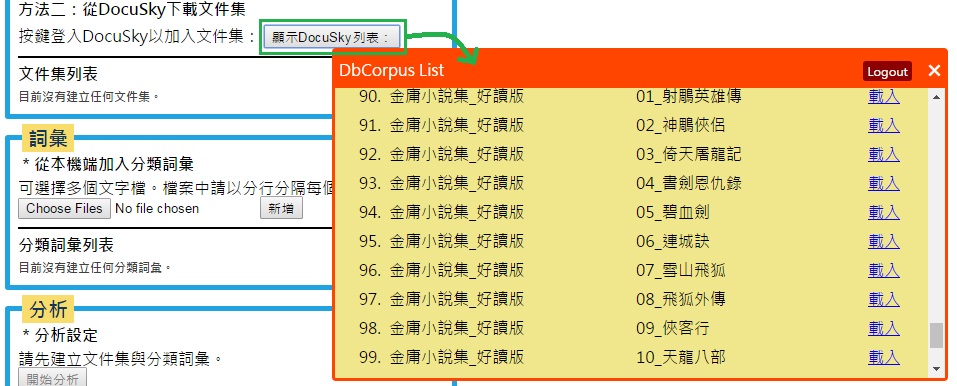 方法二：從DocuSky下載文件集
按鍵登入DocuSky以加入文件集： 顯示DocuSky列表：
文件集列表
目前沒有建立任何文件集。
詞彙
* 從本機端加入分類詞彙
可選擇多個文字檔。檔案中請以分行分隔每個
Choose Files No file chosen 新增
分類詞彙列表
目前沒有建立任何分類詞彙。
分析
* 分析設定
請先建立文件集與分類詞彙。
開始分析
DbCorpus List Logout ×
90. 金庸小說集_好讀版 01_射鵰英雄傳 載入
91. 金庸小說集_好讀版 02_神鵰俠侶 載入
92. 金庸小說集_好讀版 03_倚天屠龍記 載入
93. 金庸小說集_好讀版 04_書劍恩仇錄 載入
94. 金庸小說集_好讀版 05_碧血劍 載入
95. 金庸小說集_好讀版 06_連城訣 載入
96. 金庸小說集_好讀版 07_雪山飛狐 載入
97. 金庸小說集_好讀版 08_飛狐外傳 載入
98. 金庸小說集_好讀版 09_俠客行 載入
99. 金庸小說集_好讀版 10_天龍八部 載入